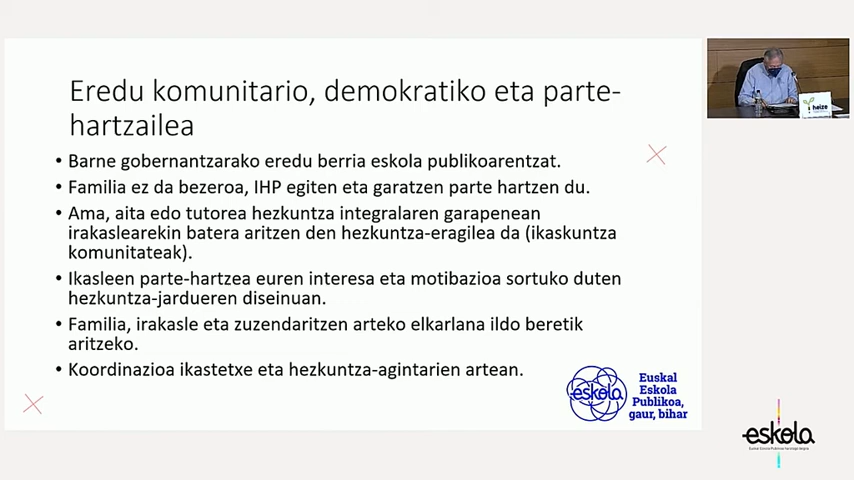 Eredu komunitario, demokratiko eta parte-
hartzailea
• Barne gobernantzarako eredu berria eskola publikoarentzat.
• Familia ez da bezeroa, IHP egiten eta garatzen parte hartzen du.
• Ama, aita edo tutorea hezkuntza integralaren garapenean
irakaslearekin batera aritzen den hezkuntza-eragilea da (ikaskuntza
komunitateak).
• Ikasleen parte-hartzea euren interesa eta motibazioa sortuko duten
hezkuntza-jardueren diseinuan.
• Familia, irakasle eta zuzendaritzen arteko elkarlana ildo beretik
aritzeko.
• Koordinazioa ikastetxe eta hezkuntza-agintarien artean.
eskola
Euskal
Eskola
Publikoa,
gaur, bihar
heize
eskola